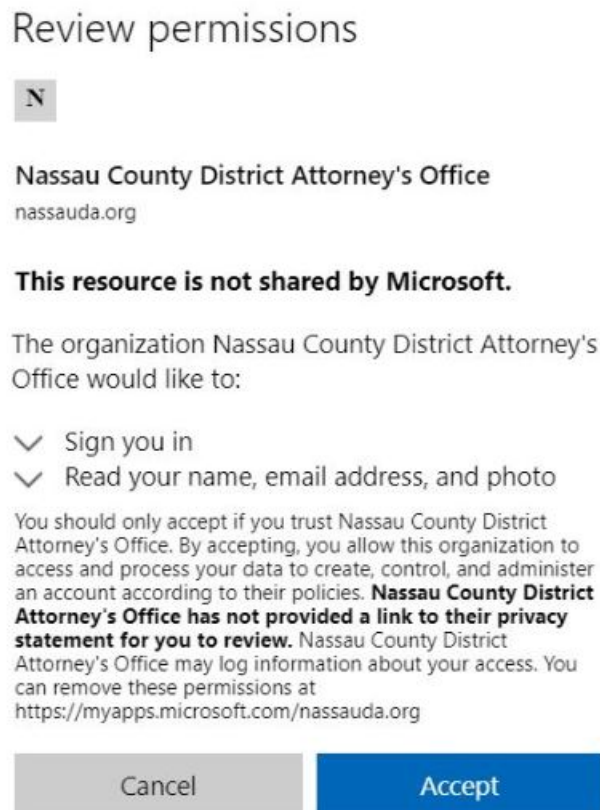 Review permissions
N
Nassau County District Attorney's Office
nassauda.org
This resource is not shared by Microsoft.
The organization Nassau County District Attorney's
Office would like to:
Sign you in
Read your name, email address, and photo
You should only accept if you trust Nassau County District
Attorney's Office. By accepting, you allow this organization to
access and process your data to create, control, and administer
an account according to their policies. Nassau County District
Attorney's Office has not provided a link to their privacy
statement for you to review. Nassau County District
Attorney's Office may log information about your access. You
can remove these permissions at
https://myapps.microsoft.com/nassauda.org
Cancel
Accept